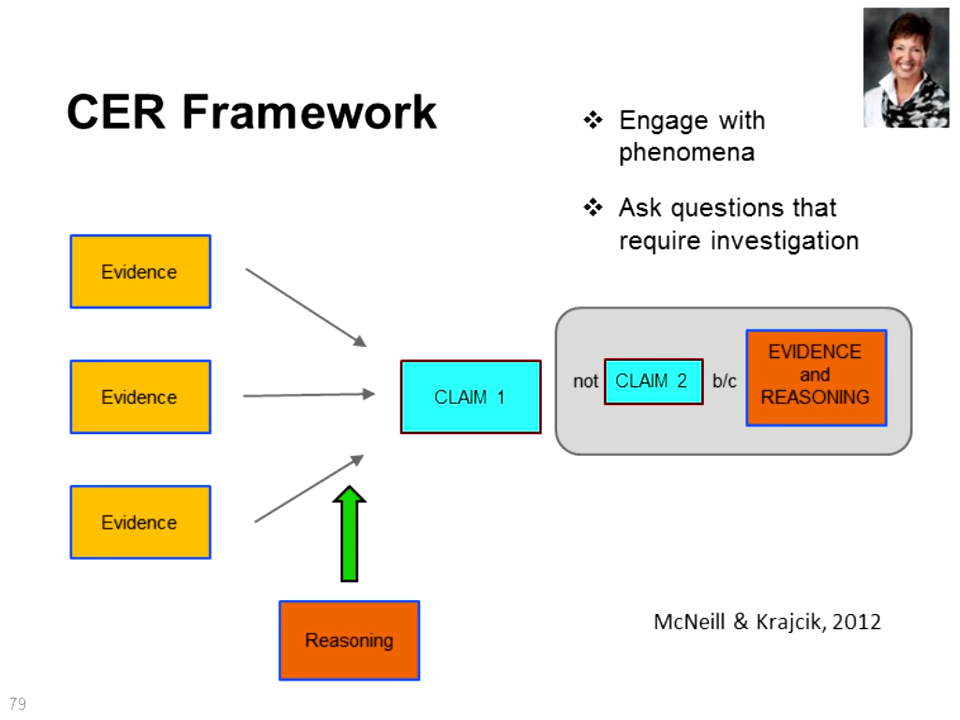 CER Framework
❖ Engage with
phenomena
❖ Ask questions that
require investigation
Evidence
Evidence
Evidence
CLAIM 1
not
CLAIM 2
b/c
EVIDENCE
and
REASONING
Reasoning
McNeill & Krajcik, 2012
79